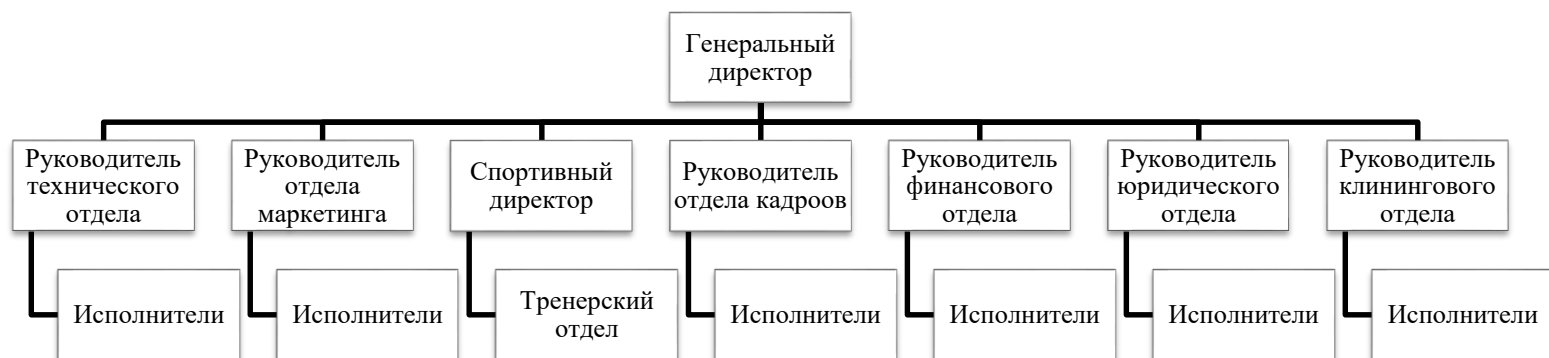 Генеральный
директор
Руководитель
технического
отдела
Руководитель
отдела
маркетинга
Спортивный
директор
Руководитель
отдела кадроов
Руководитель
финансового
отдела
Руководитель
юридического
отдела
Руководитель
клинингового
отдела
Исполнители
Исполнители
Тренерский
отдел
Исполнители
Исполнители
Исполнители
Исполнители